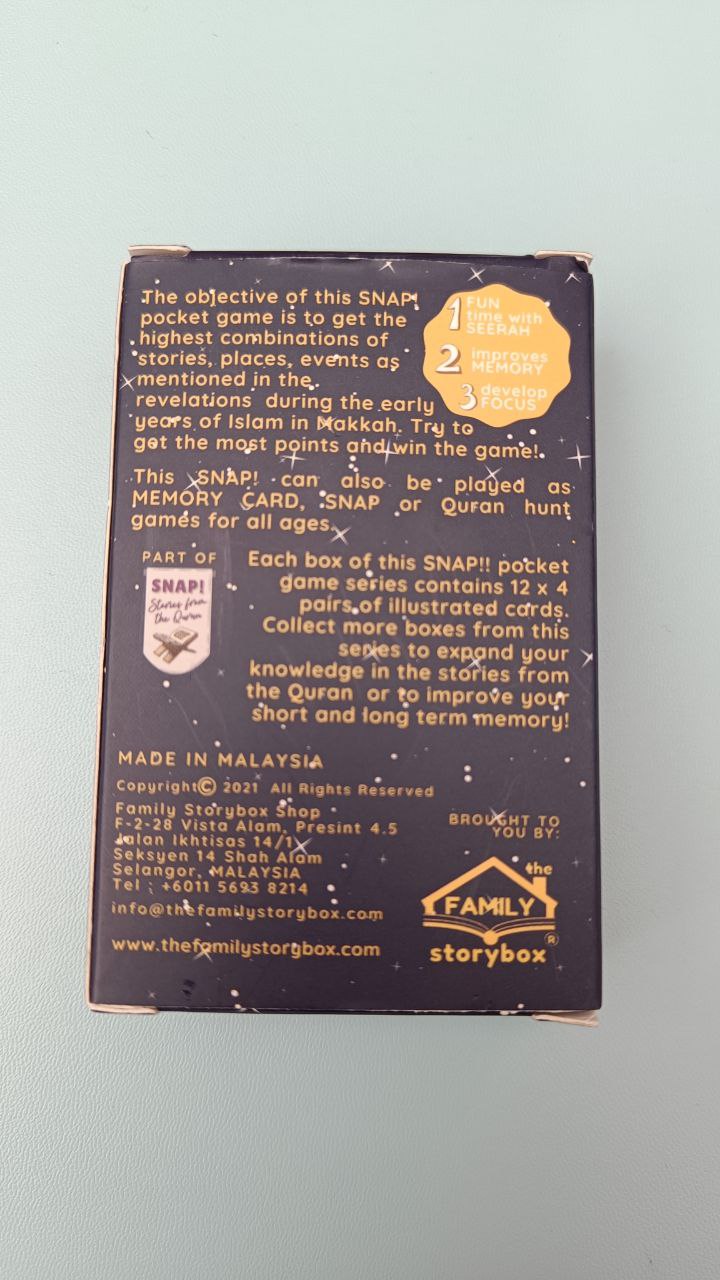 The objective of this SNAP!
pocket game is to get the
highest combinations of
stories, places, events as
mentioned in the
revelations during the early
years of Islam in Makkah. Try to
get the most points and win the game!
1 FUN
time with
SEERAH
2 improves
MEMORY
3 develop
FOCUS
This SNAP! can also be played as
MEMORY CARD, SNAP or Quran hunt
games for all ages.
PART OF
SNAP!
Stories from
the Quran
Each box of this SNAP!! pocket
game series contains 12 x 4
pairs of illustrated cards.
Collect more boxes from this
series to expand your
knowledge in the stories from
the Quran or to improve your
short and long term memory!
MADE IN MALAYSIA
Copyright© 2021 All Rights Reserved
Family Storybox Shop
F-2-28 Vista Alam, Presint 4.5
Jalan Ikhtisas 14/1
Seksyen 14 Shah Alam
Selangor, MALAYSIA
Tel : +6011 5693 8214
info@thefamilystorybox.com
www.thefamilystorybox.com
BROUGHT TO
YOU BY:
the
FAMILY
storybox®